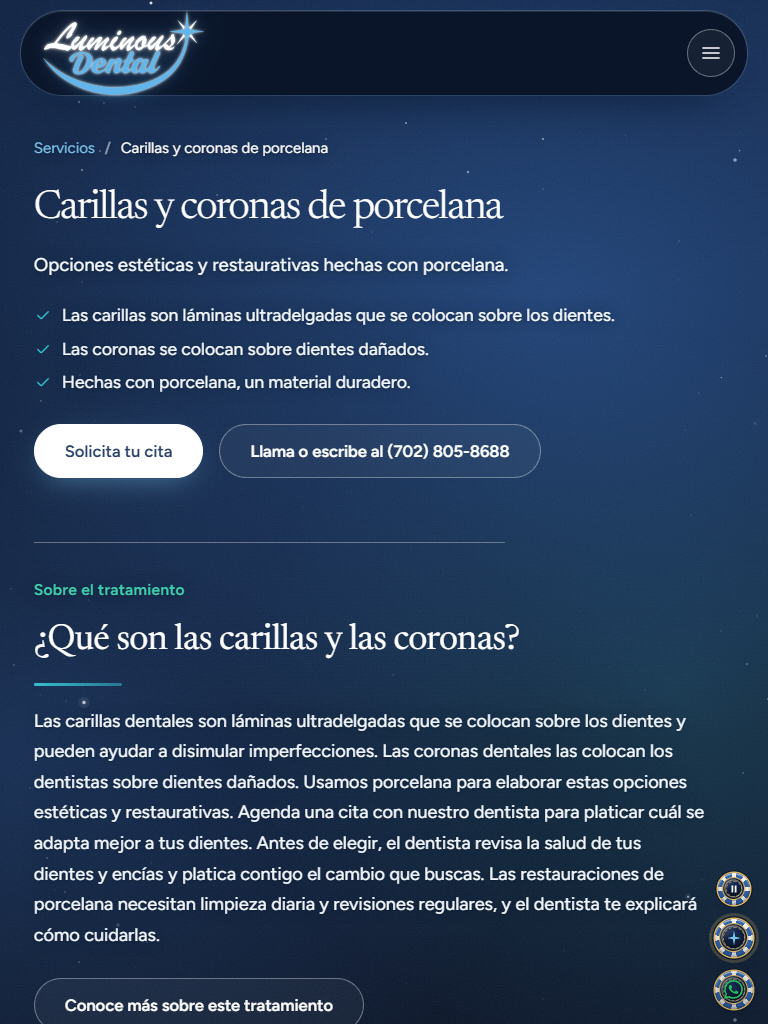 Luminous
Dental
Servicios / Carillas y coronas de porcelana
Carillas y coronas de porcelana
Opciones estéticas y restaurativas hechas con porcelana.
Las carillas son láminas ultradelgadas que se colocan sobre los dientes.
Las coronas se colocan sobre dientes dañados.
Hechas con porcelana, un material duradero.
Solicita tu cita
Llama o escribe al (702) 805-8688
Sobre el tratamiento
¿Qué son las carillas y las coronas?
Las carillas dentales son láminas ultradelgadas que se colocan sobre los dientes y
pueden ayudar a disimular imperfecciones. Las coronas dentales las colocan los
dentistas sobre dientes dañados. Usamos porcelana para elaborar estas opciones
estéticas y restaurativas. Agenda una cita con nuestro dentista para platicar cuál se
adapta mejor a tus dientes. Antes de elegir, el dentista revisa la salud de tus
dientes y encías y platica contigo el cambio que buscas. Las restauraciones de
porcelana necesitan limpieza diaria y revisiones regulares, y el dentista te explicará
cómo cuidarlas.
Conoce más sobre este tratamiento